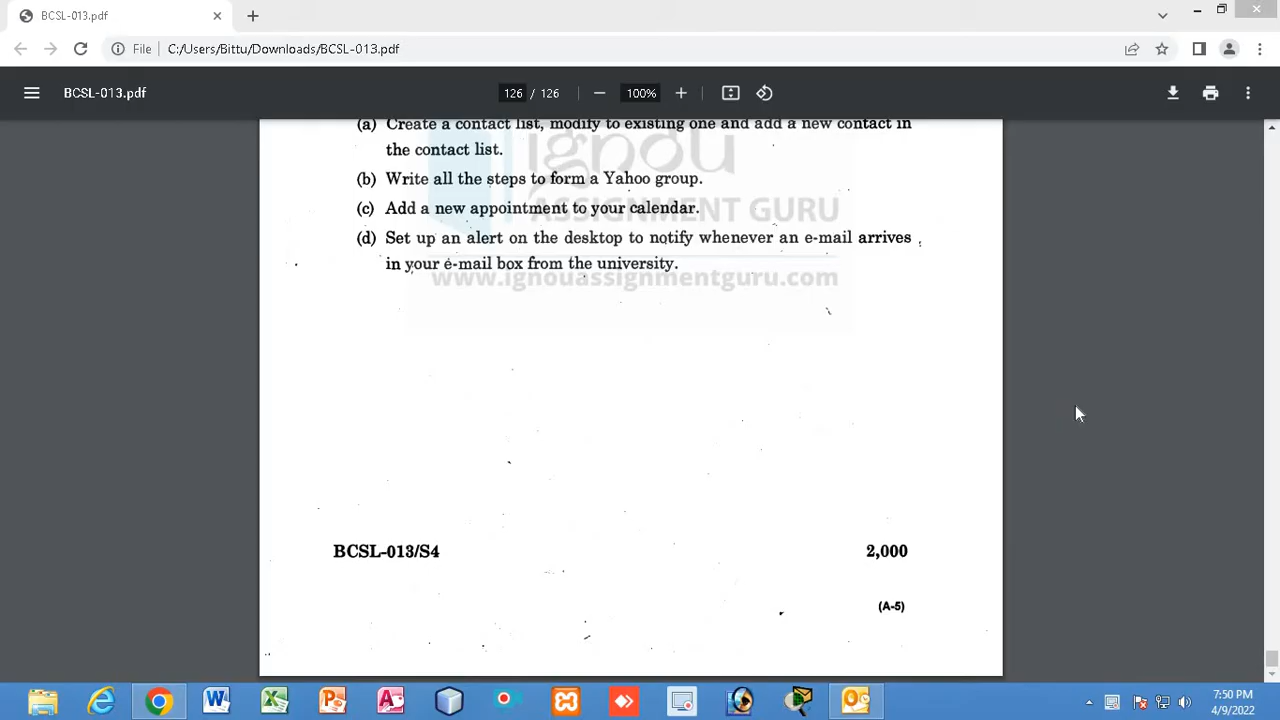 BCSL-013.pdf
File C:/Users/Bittu/Downloads/BCSL-013.pdf
BCSL-013.pdf
126 / 126
100%
(a) Create a contact list, modify to existing one and add a new contact in
the contact list.
(b) Write all the steps to form a Yahoo group.
(c) Add a new appointment to your calendar.
(d) Set up an alert on the desktop to notify whenever an e-mail arrives
in your e-mail box from the university.
ignou
ASSIGNMENT GURU
www.ignouassignmentguru.com
BCSL-013/S4
2,000
(A-5)
7:50 PM
4/9/2022